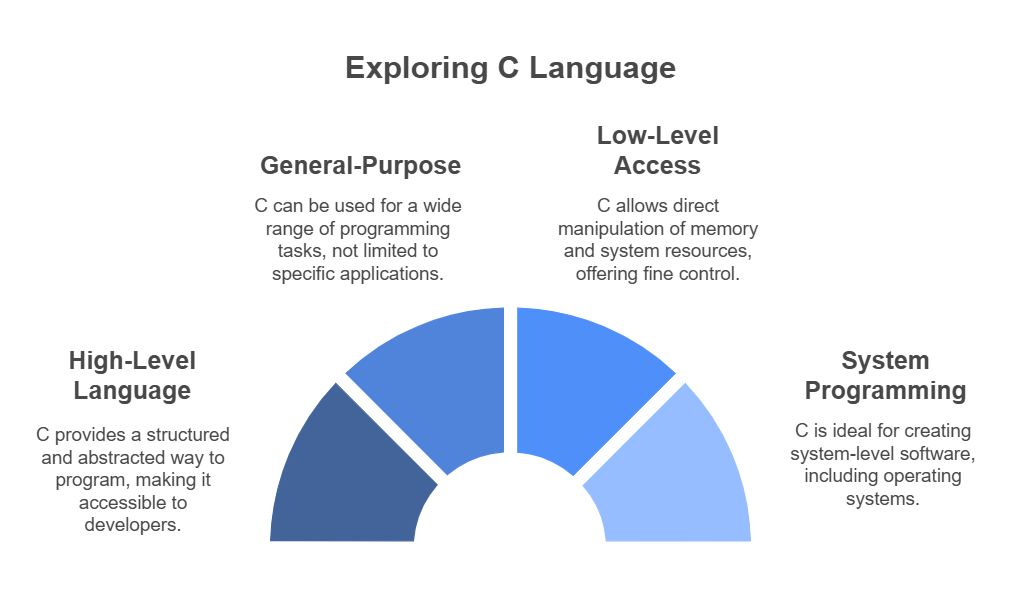 Exploring C Language
General-Purpose
C can be used for a wide
range of programming
tasks, not limited to
specific applications.
Low-Level
Access
C allows direct
manipulation of memory
and system resources,
offering fine control.
High-Level
Language
C provides a structured
and abstracted way to
program, making it
accessible to
developers.
System
Programming
C is ideal for creating
system-level software,
including operating
systems.